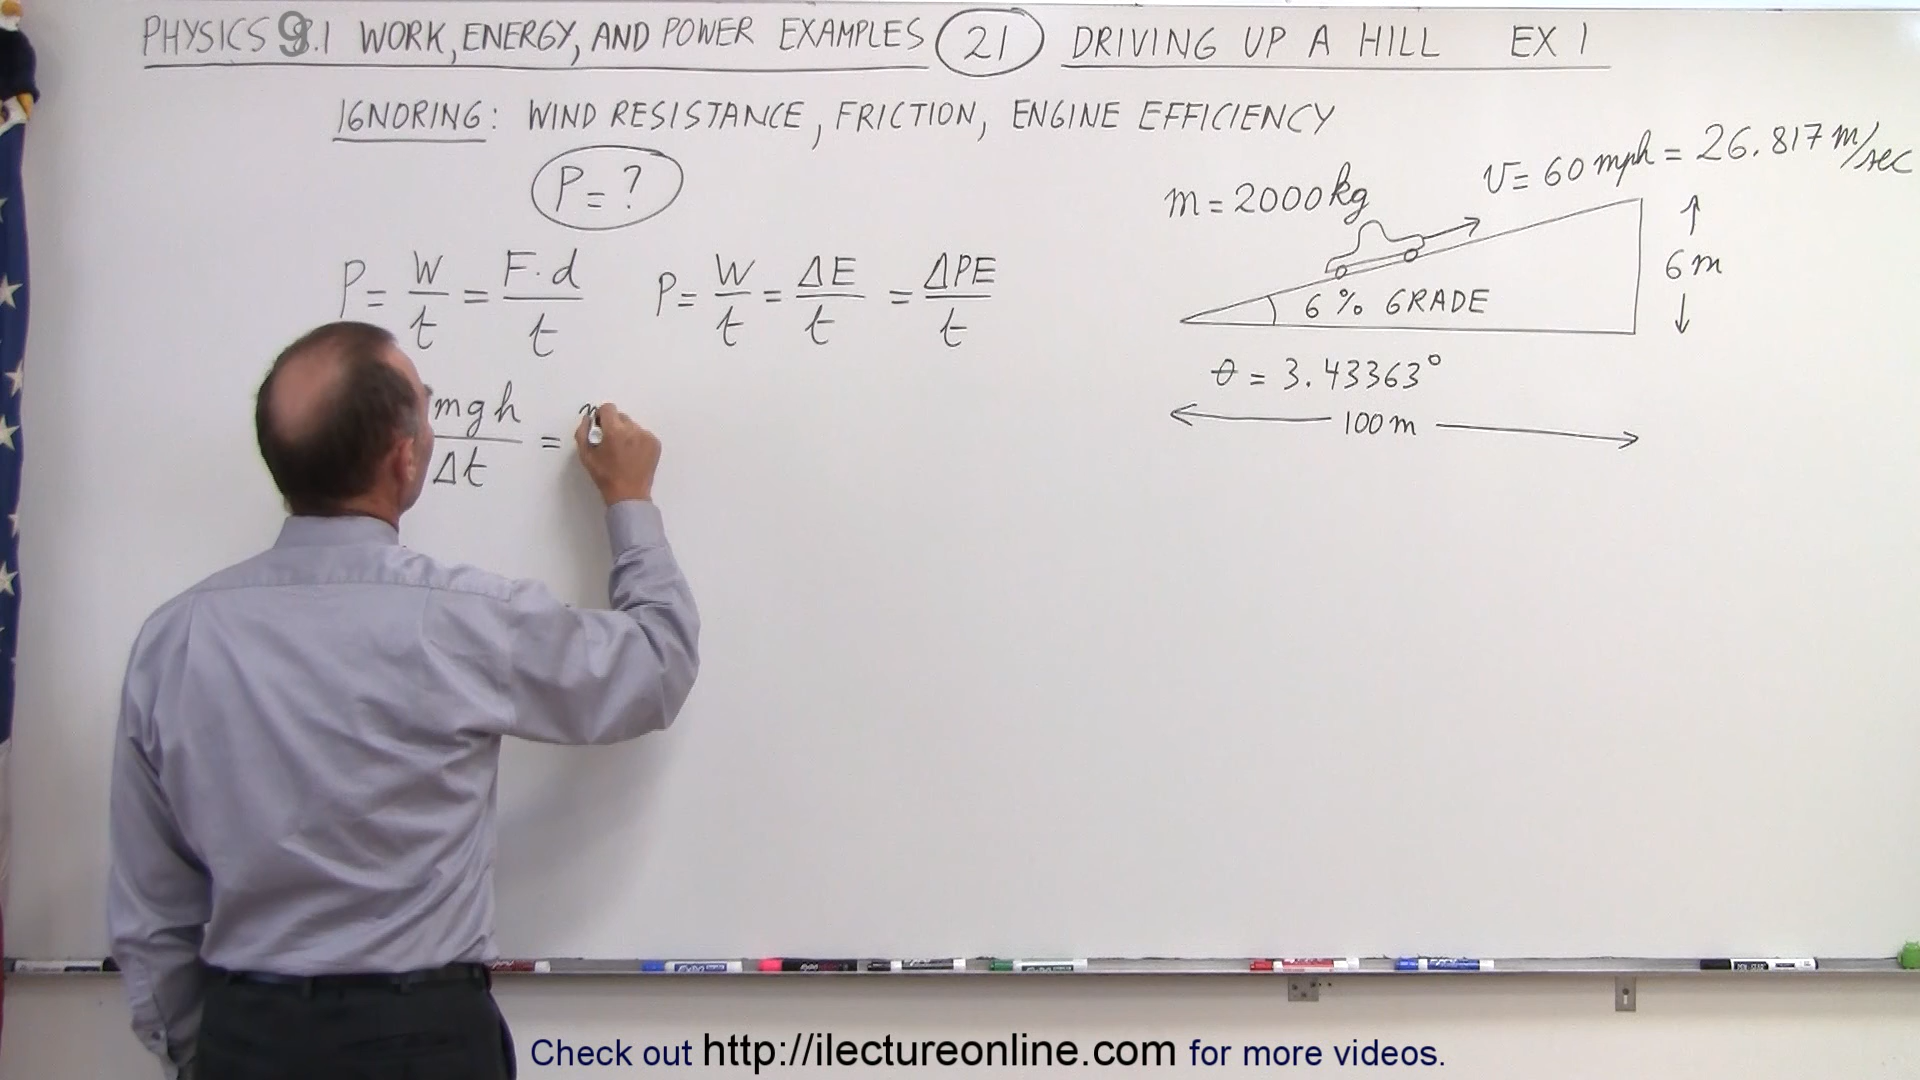 PHYSICS 9.1 WORK, ENERGY, AND POWER EXAMPLES 21 DRIVING UP A HILL EX 1
IGNORING: WIND RESISTANCE, FRICTION, ENGINE EFFICIENCY
P = ?
m = 2000 kg
v = 60 mph = 26.817 m/sec
P = W/t = F·d/t P = W/t = ΔE/t = ΔPE/t
6 m
6 % GRADE
θ = 3.43363°
100 m
mgh/Δt = m
EXPO
Check out http://ilectureonline.com for more videos.